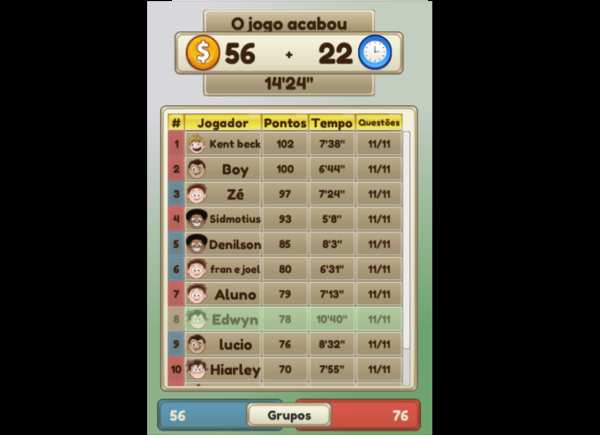 O jogo acabou
56 + 22
14'24"
# Jogador Pontos Tempo Questões
1 Kent beck 102 7'38" 11/11
2 Boy 100 6'44" 11/11
3 Zé 97 7'24" 11/11
4 Sidmotius 93 5'8" 11/11
5 Denilson 85 8'3" 11/11
6 fran e joel 80 6'31" 11/11
7 Aluno 79 7'13" 11/11
8 Edwyn 78 10'40" 11/11
9 lucio 76 8'32" 11/11
10 Hiarley 70 7'55" 11/11
56 Grupos 76